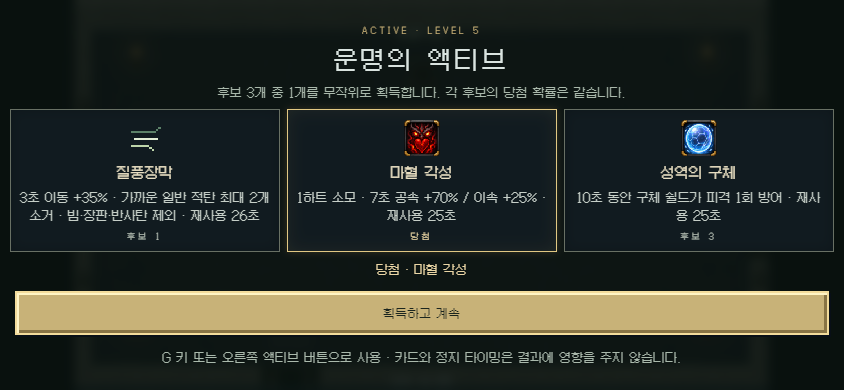 ACTIVE · LEVEL 5
운명의 액티브
후보 3개 중 1개를 무작위로 획득합니다. 각 후보의 당첨 확률은 같습니다.
질풍장막
3초 이동 +35% · 가까운 일반 적탄 최대 2개
소거 · 빔·장판·반사탄 제외 · 재사용 26초
후보 1
마혈 각성
1하트 소모 · 7초 공속 +70% / 이속 +25% ·
재사용 25초
당첨
성역의 구체
10초 동안 구체 쉴드가 피격 1회 방어 · 재사
용 25초
후보 3
당첨 · 마혈 각성
획득하고 계속
G 키 또는 오른쪽 액티브 버튼으로 사용 · 카드와 정지 타이밍은 결과에 영향을 주지 않습니다.